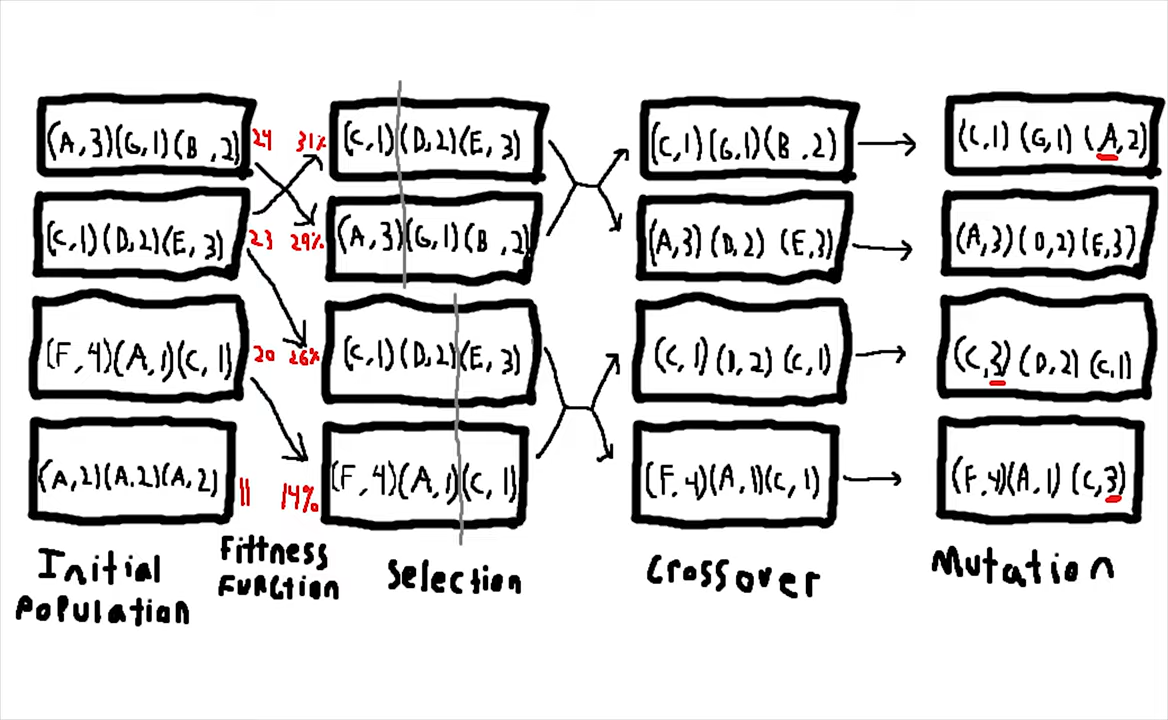 (A,3)(G,1)(B,2) 24 31% (C,1)(D,2)(E,3) (C,1)(G,1)(B,2) (C,1)(G,1)(A,2)
(C,1)(D,2)(E,3) 23 29% (A,3)(G,1)(B,2) (A,3)(D,2)(E,3) (A,3)(D,2)(E,3)
(F,4)(A,1)(C,1) 20 26% (C,1)(D,2)(E,3) (C,1)(D,2)(C,1) (C,3)(D,2)(C,1)
(A,2)(A,2)(A,2) 11 14% (F,4)(A,1)(C,1) (F,4)(A,1)(C,1) (F,4)(A,1)(C,3)
Initial
Population
Fittness
Function
Selection
Crossover
Mutation